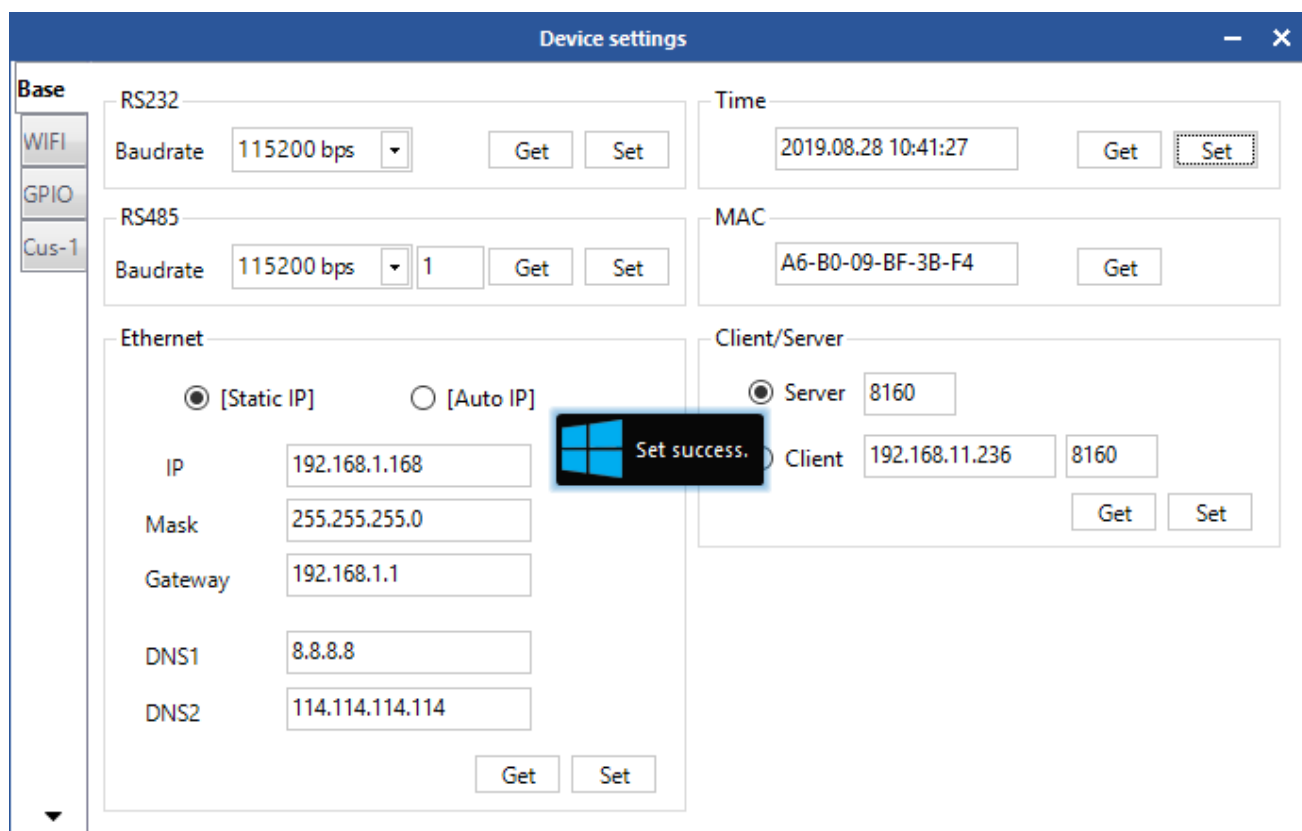 Device settings
Base
WIFI
GPIO
Cus-1
RS232
Baudrate 115200 bps Get Set
RS485
Baudrate 115200 bps 1 Get Set
Ethernet
[Static IP] [Auto IP]
IP 192.168.1.168
Mask 255.255.255.0
Gateway 192.168.1.1
DNS1 8.8.8.8
DNS2 114.114.114.114
Get Set
Time
2019.08.28 10:41:27 Get Set
MAC
A6-B0-09-BF-3B-F4 Get
Client/Server
Server 8160
Client 192.168.11.236 8160
Get Set
Set success.